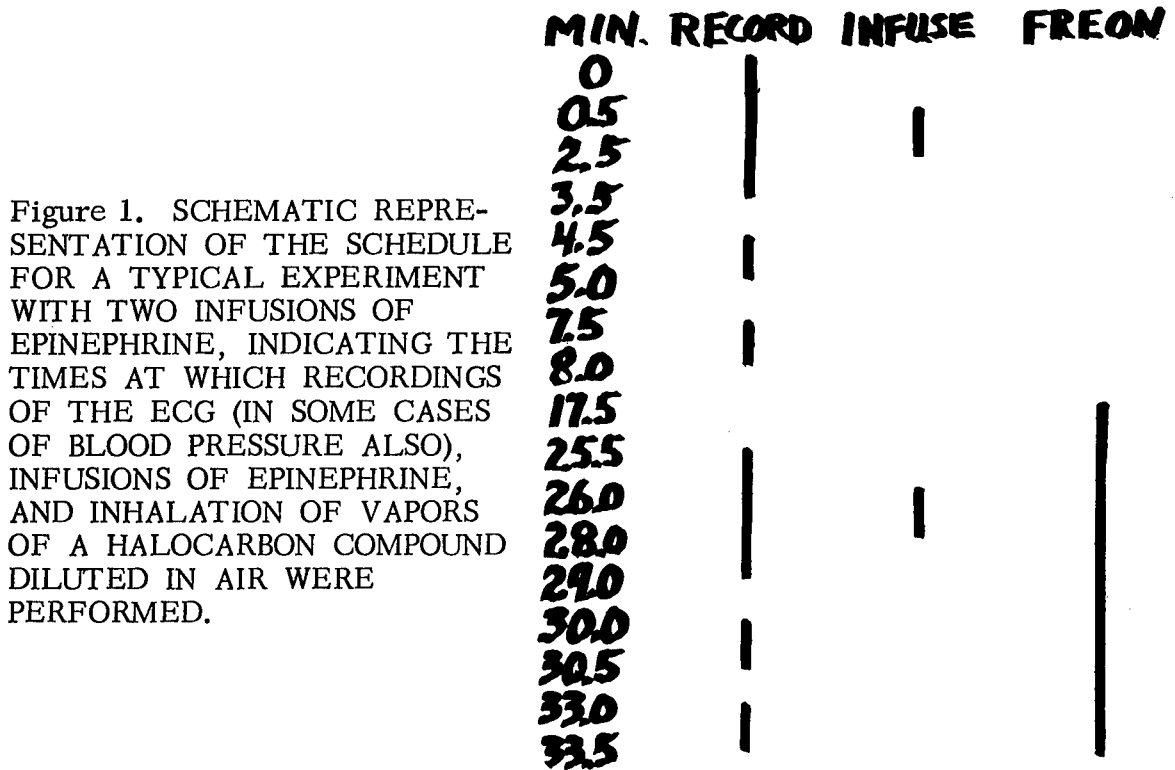 MIN. RECORD INFUSE FREON
0
0.5
2.5
3.5
4.5
5.0
7.5
8.0
17.5
25.5
26.0
28.0
29.0
30.0
30.5
33.0
33.5
Figure 1. SCHEMATIC REPRE-
SENTATION OF THE SCHEDULE
FOR A TYPICAL EXPERIMENT
WITH TWO INFUSIONS OF
EPINEPHRINE, INDICATING THE
TIMES AT WHICH RECORDINGS
OF THE ECG (IN SOME CASES
OF BLOOD PRESSURE ALSO),
INFUSIONS OF EPINEPHRINE,
AND INHALATION OF VAPORS
OF A HALOCARBON COMPOUND
DILUTED IN AIR WERE
PERFORMED.